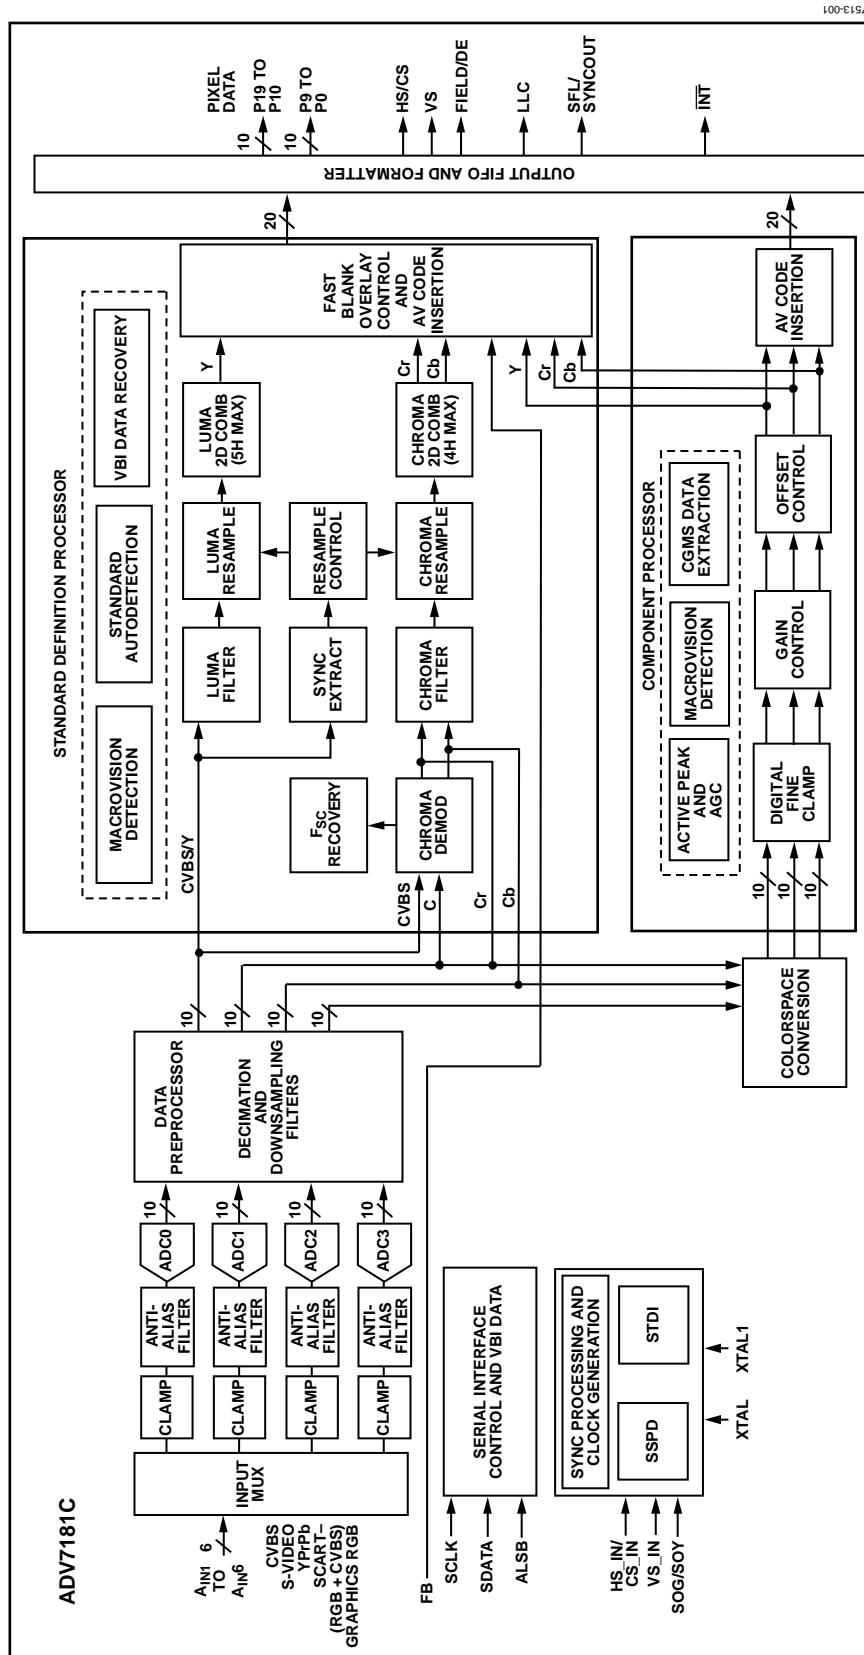 ADV7181C
AIN1
TO
AIN6
6
CVBS
S-VIDEO
YPrPb
SCART–
(RGB + CVBS)
GRAPHICS RGB
INPUT
MUX
CLAMP
ANTI-
ALIAS
FILTER
ADC0
10
CLAMP
ANTI-
ALIAS
FILTER
ADC1
10
CLAMP
ANTI-
ALIAS
FILTER
ADC2
10
CLAMP
ANTI-
ALIAS
FILTER
ADC3
10
DATA
PREPROCESSOR
DECIMATION
AND
DOWNSAMPLING
FILTERS
10
10
10
10
FB
SCLK
SDATA
ALSB
SERIAL INTERFACE
CONTROL AND VBI DATA
HS_IN/
CS_IN
VS_IN
SOG/SOY
SYNC PROCESSING AND
CLOCK GENERATION
SSPD
STDI
XTAL
XTAL1
COLORSPACE
CONVERSION
STANDARD DEFINITION PROCESSOR
MACROVISION
DETECTION
STANDARD
AUTODETECTION
VBI DATA RECOVERY
CVBS/Y
CVBS
C
Cr
Cb
FSC
RECOVERY
CHROMA
DEMOD
LUMA
FILTER
SYNC
EXTRACT
CHROMA
FILTER
LUMA
RESAMPLE
RESAMPLE
CONTROL
CHROMA
RESAMPLE
LUMA
2D COMB
(5H MAX)
CHROMA
2D COMB
(4H MAX)
Y
Cr
Cb
Y
Cr
Cb
FAST
BLANK
OVERLAY
CONTROL
AND
AV CODE
INSERTION
20
COMPONENT PROCESSOR
ACTIVE PEAK
AND
AGC
MACROVISION
DETECTION
CGMS DATA
EXTRACTION
10
10
10
DIGITAL
FINE
CLAMP
GAIN
CONTROL
OFFSET
CONTROL
AV CODE
INSERTION
20
OUTPUT FIFO AND FORMATTER
PIXEL
DATA
10
P19 TO
P10
10
P9 TO
P0
HS/CS
VS
FIELD/DE
LLC
SFL/
SYNCOUT
INT
7513-001